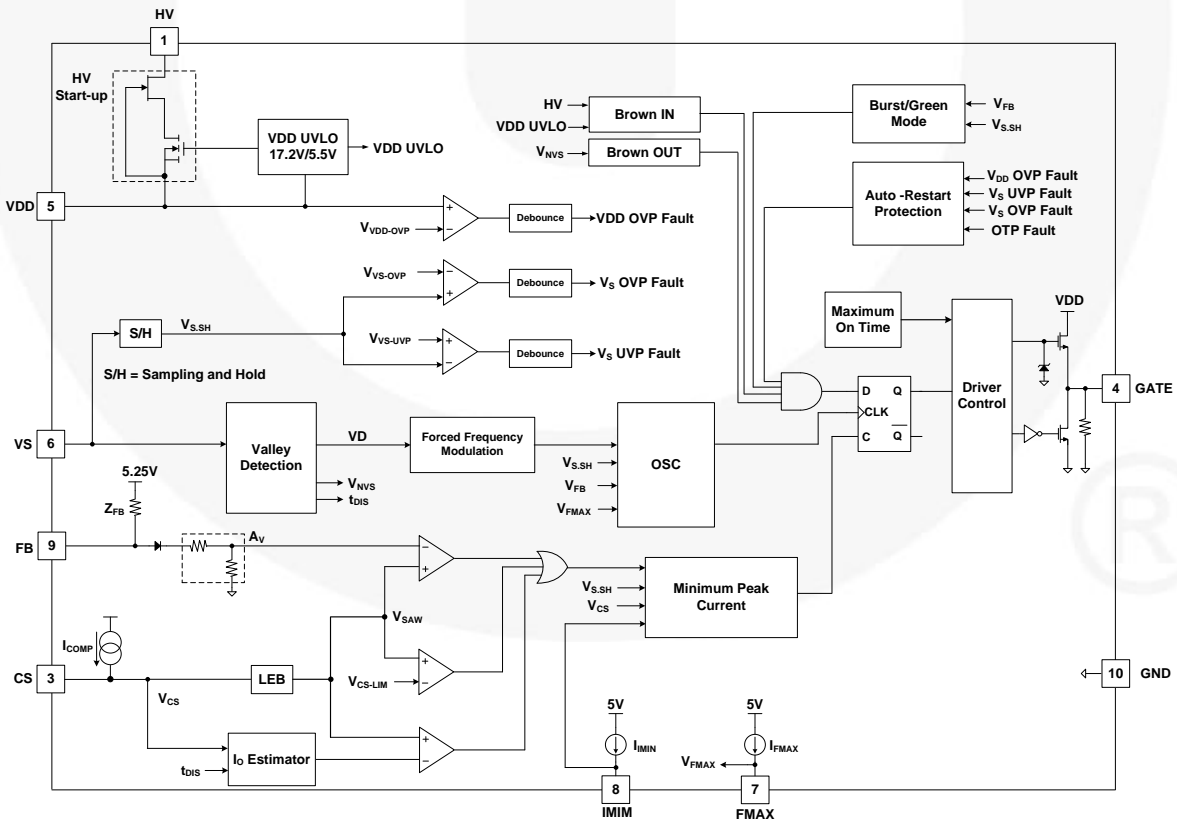 HV
1
HV
Start-up
VDD UVLO
17.2V/5.5V
VDD UVLO
HV
VDD UVLO
Brown IN
VNVS
Brown OUT
Burst/Green
Mode
VFB
VS.SH
VDD
5
VVDD-OVP
+
−
Debounce
VDD OVP Fault
Auto -Restart
Protection
VDD OVP Fault
VS UVP Fault
VS OVP Fault
OTP Fault
VVS-OVP
−
+
Debounce
VS OVP Fault
S/H
VS.SH
VVS-UVP
+
−
Debounce
VS UVP Fault
S/H = Sampling and Hold
Maximum
On Time
VDD
Driver
Control
4
GATE
D
Q
CLK
C
Q
VS
6
Valley
Detection
VD
VNVS
tDIS
Forced Frequency
Modulation
VS.SH
VFB
VFMAX
OSC
5.25V
ZFB
FB
9
AV
−
+
VSAW
VS.SH
VCS
Minimum Peak
Current
®
ICOMP
CS
3
VCS
LEB
VCS-LIM
+
−
10
GND
tDIS
IO Estimator
+
−
5V
IIMIN
8
IMIM
5V
IFMAX
VFMAX
7
FMAX